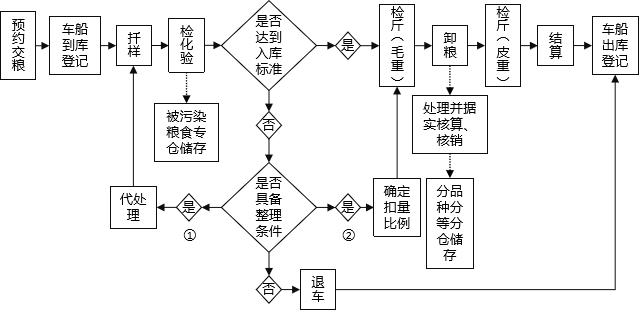 预约交粮
车船
到库
登记
扦样
检化验
是否
达到
入库
标准
是
检斤（毛重）
卸粮
检斤（皮重）
结算
车船
出库
登记
被污染
粮食专
仓储存
否
处理并据
实核算、
核销
是否
具备
整理
条件
代处
理
是
①
是
②
确定
扣量
比例
分品
种分
等分
仓储
存
否
退
车